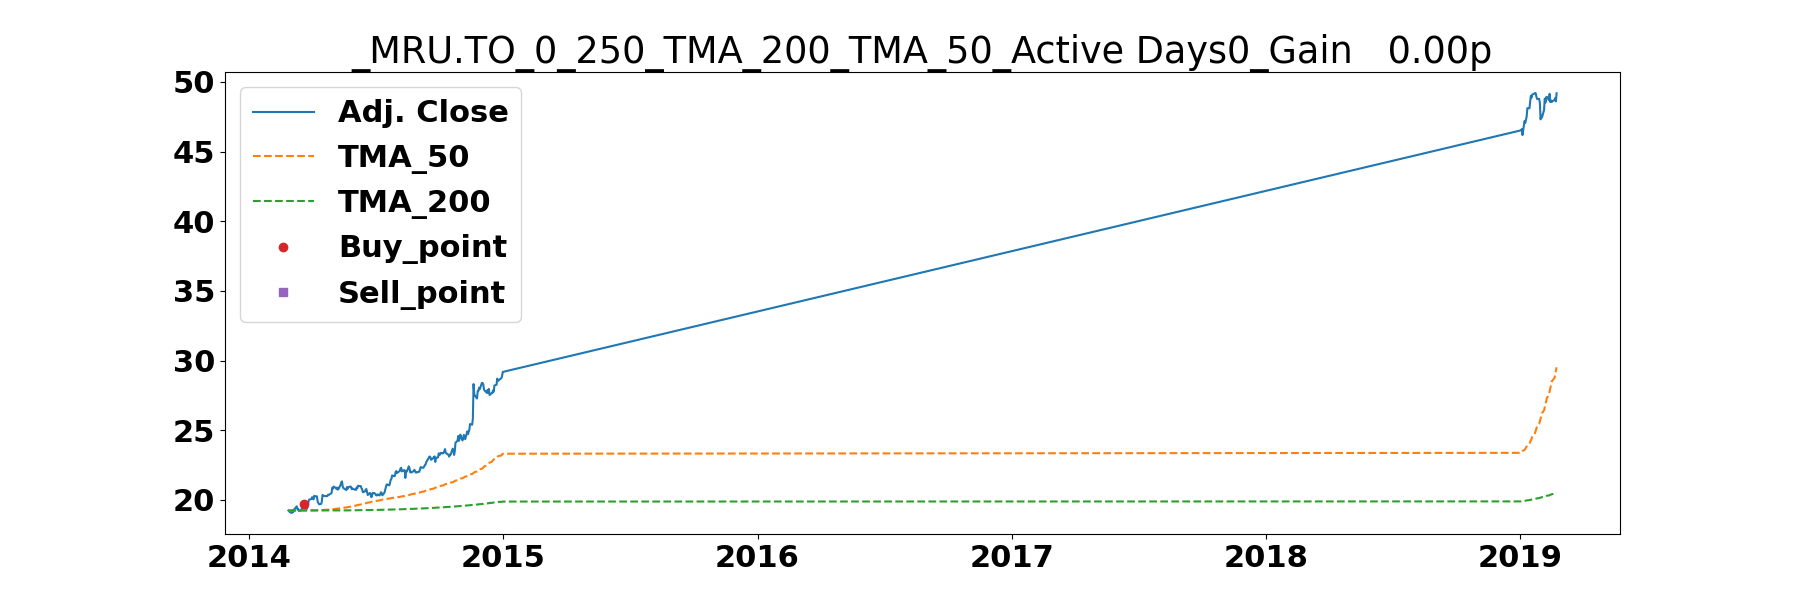 _MRU.TO_0_250_TMA_200_TMA_50_Active Days0_Gain   0.00p
50
45
40
35
30
25
20
Adj. Close
TMA_50
TMA_200
Buy_point
Sell_point
2014 2015 2016 2017 2018 2019